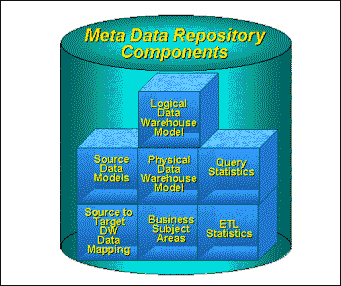 Meta Data Repository
Components
Logical
Data
Warehouse
Model
Source
Data
Models
Physical
Data
Warehouse
Model
Query
Statistics
Source to
Target
DW
Data
Mapping
Business
Subject
Areas
ETL
Statistics